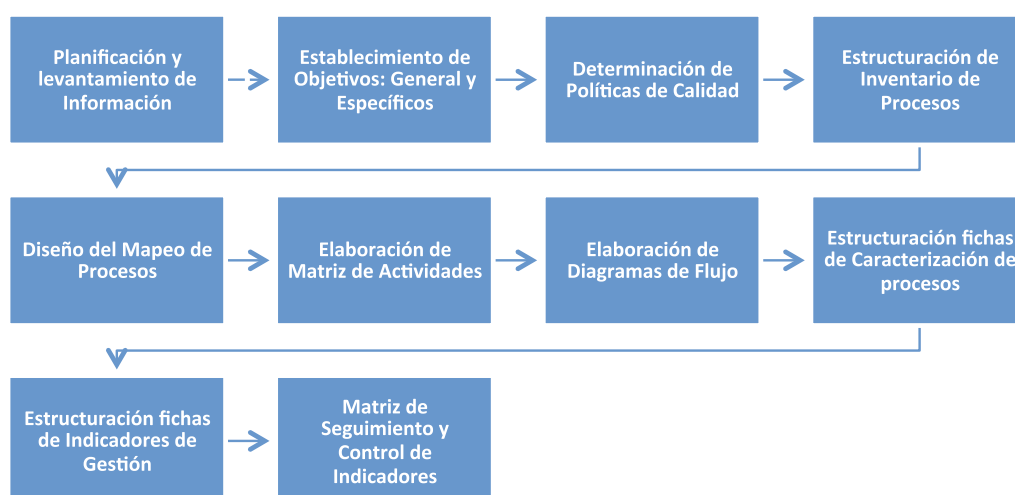 Planificación y
levantamiento de
Información
Establecimiento de
Objetivos: General y
Específicos
Determinación de
Políticas de Calidad
Estructuración de
Inventario de
Procesos
Diseño del Mapeo de
Procesos
Elaboración de
Matriz de Actividades
Elaboración de
Diagramas de Flujo
Estructuración fichas
de Caracterización de
procesos
Estructuración fichas
de Indicadores de
Gestión
Matriz de
Seguimiento y
Control de
Indicadores